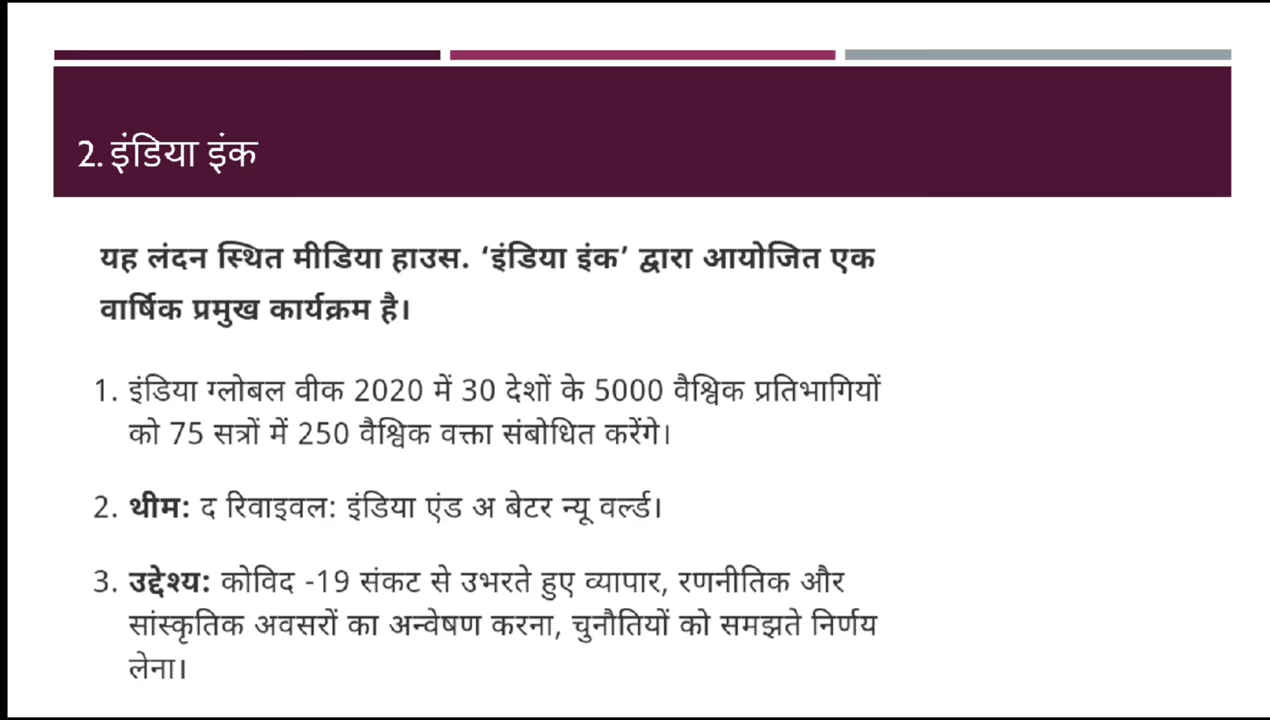 2. इंडिया इंक
यह लंदन स्थित मीडिया हाउस. ‘इंडिया इंक’ द्वारा आयोजित एक
वार्षिक प्रमुख कार्यक्रम है।
1. इंडिया ग्लोबल वीक 2020 में 30 देशों के 5000 वैश्विक प्रतिभागियों
को 75 सत्रों में 250 वैश्विक वक्ता संबोधित करेंगे।
2. थीम: द रिवाइवल: इंडिया एंड अ बेटर न्यू वर्ल्ड।
3. उद्देश्य: कोविद -19 संकट से उभरते हुए व्यापार, रणनीतिक और
सांस्कृतिक अवसरों का अन्वेषण करना, चुनौतियों को समझते निर्णय
लेना।